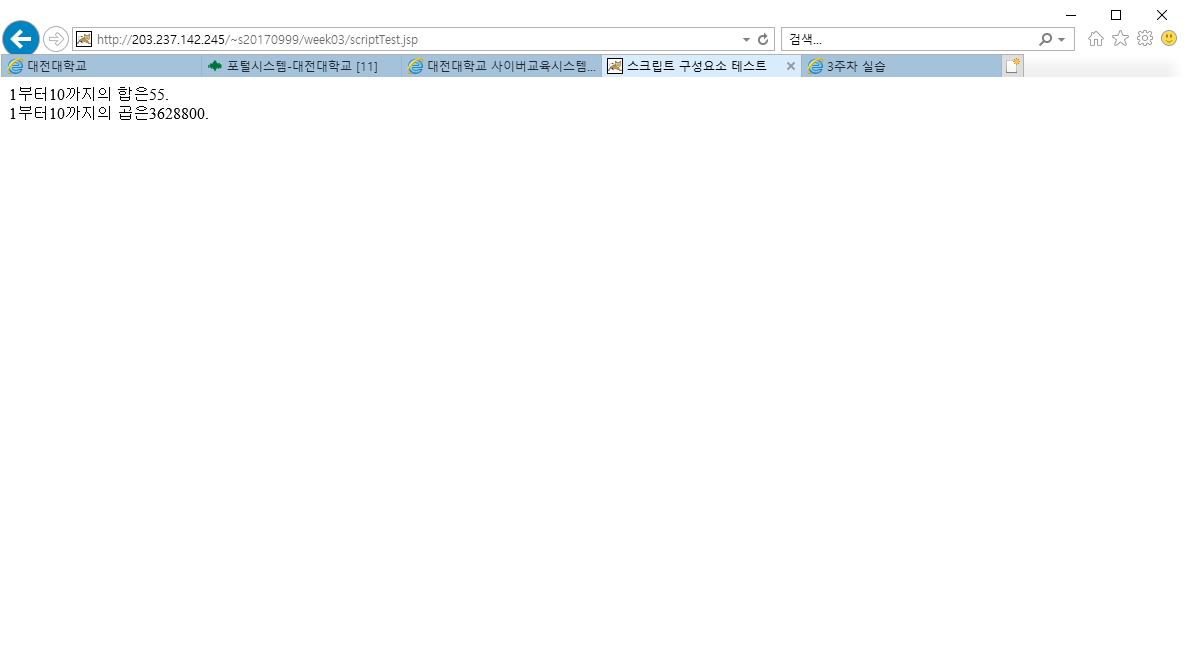 http://203.237.142.245/~s20170999/week03/scriptTest.jsp
검색...
대전대학교
포털시스템-대전대학교 [11]
대전대학교 사이버교육시스템...
스크립트 구성요소 테스트
3주차 실습
1부터10까지의 합은55.
1부터10까지의 곱은3628800.